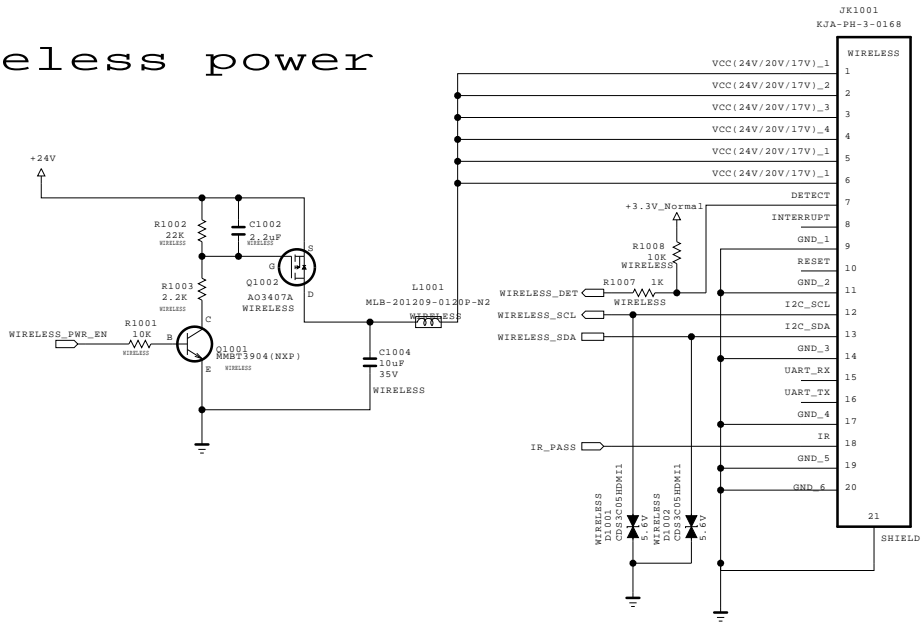 JK1001
KJA-PH-3-0168
eless power
WIRELESS
VCC(24V/20V/17V)_1
1
VCC(24V/20V/17V)_2
2
VCC(24V/20V/17V)_3
3
VCC(24V/20V/17V)_4
4
VCC(24V/20V/17V)_1
5
VCC(24V/20V/17V)_1
6
DETECT
7
INTERRUPT
8
GND_1
9
RESET
10
GND_2
11
I2C_SCL
12
I2C_SDA
13
GND_3
14
UART_RX
15
UART_TX
16
GND_4
17
IR
18
GND_5
19
GND_6
20
21
SHIELD
+24V
R1002
22K
WIRELESS
C1002
2.2uF
WIRELESS
R1003
2.2K
WIRELESS
S
G
D
Q1002
AO3407A
WIRELESS
WIRELESS_PWR_EN
R1001
10K
WIRELESS
C
B
E
Q1001
MMBT3904(NXP)
WIRELESS
L1001
MLB-201209-0120P-N2
WIRELESS
C1004
10uF
35V
WIRELESS
+3.3V_Normal
R1008
10K
WIRELESS
R1007 1K
WIRELESS
WIRELESS_DET
WIRELESS_SCL
WIRELESS_SDA
IR_PASS
WIRELESS
D1001
CDS3C05HDMI1
5.6V
WIRELESS
D1002
CDS3C05HDMI1
5.6V